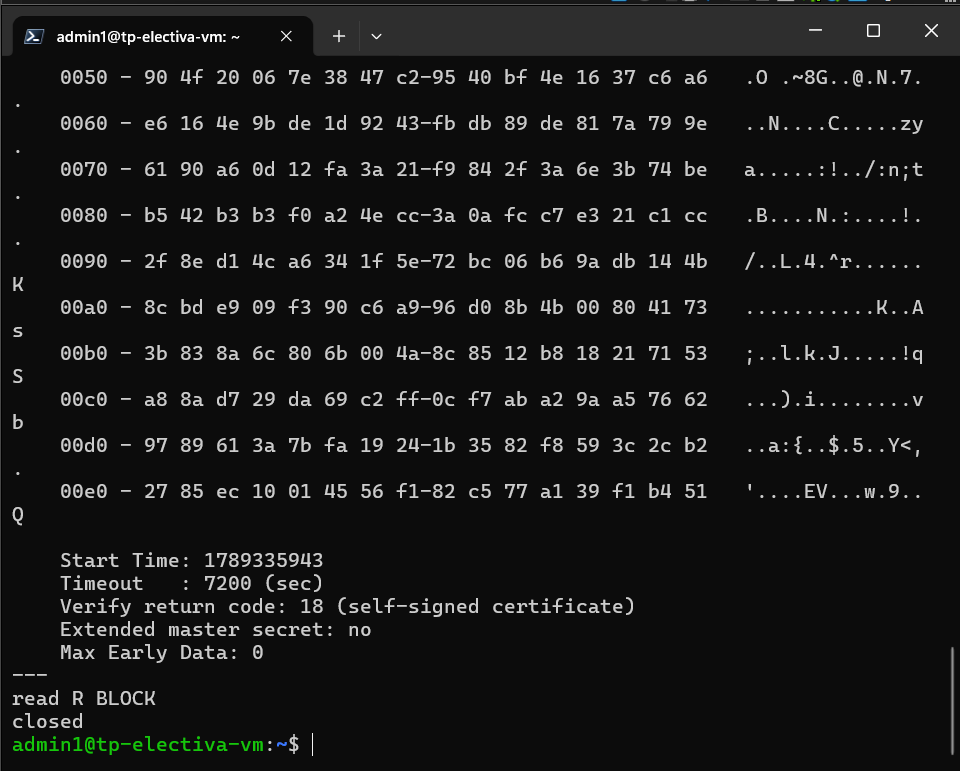 admin1@tp-electiva-vm: ~
0050 - 90 4f 20 06 7e 38 47 c2-95 40 bf 4e 16 37 c6 a6   .O .~8G..@.N.7.
.
0060 - e6 16 4e 9b de 1d 92 43-fb db 89 de 81 7a 79 9e   ..N....C.....zy
.
0070 - 61 90 a6 0d 12 fa 3a 21-f9 84 2f 3a 6e 3b 74 be   a.....:!../:n;t
.
0080 - b5 42 b3 b3 f0 a2 4e cc-3a 0a fc c7 e3 21 c1 cc   .B....N.:....!.
.
0090 - 2f 8e d1 4c a6 34 1f 5e-72 bc 06 b6 9a db 14 4b   /..L.4.^r......
K
00a0 - 8c bd e9 09 f3 90 c6 a9-96 d0 8b 4b 00 80 41 73   ...........K..A
s
00b0 - 3b 83 8a 6c 80 6b 00 4a-8c 85 12 b8 18 21 71 53   ;..l.k.J.....!q
S
00c0 - a8 8a d7 29 da 69 c2 ff-0c f7 ab a2 9a a5 76 62   ...).i........v
b
00d0 - 97 89 61 3a 7b fa 19 24-1b 35 82 f8 59 3c 2c b2   ..a:{..$.5..Y<,
.
00e0 - 27 85 ec 10 01 45 56 f1-82 c5 77 a1 39 f1 b4 51   '....EV...w.9..
Q
Start Time: 1789335943
Timeout   : 7200 (sec)
Verify return code: 18 (self-signed certificate)
Extended master secret: no
Max Early Data: 0
---
read R BLOCK
closed
admin1@tp-electiva-vm:~$